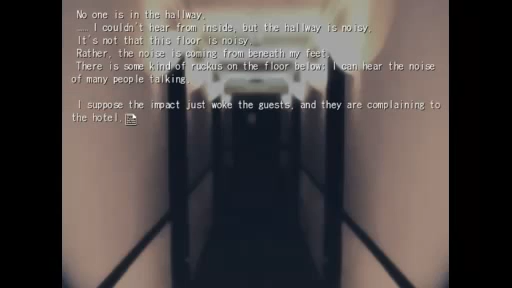 No one is in the hallway.
…… I couldn't hear from inside, but the hallway is noisy.
It's not that this floor is noisy.
Rather, the noise is coming from beneath my feet.
There is some kind of ruckus on the floor below; I can hear the noise
of many people talking.
I suppose the impact just woke the guests, and they are complaining to
the hotel.